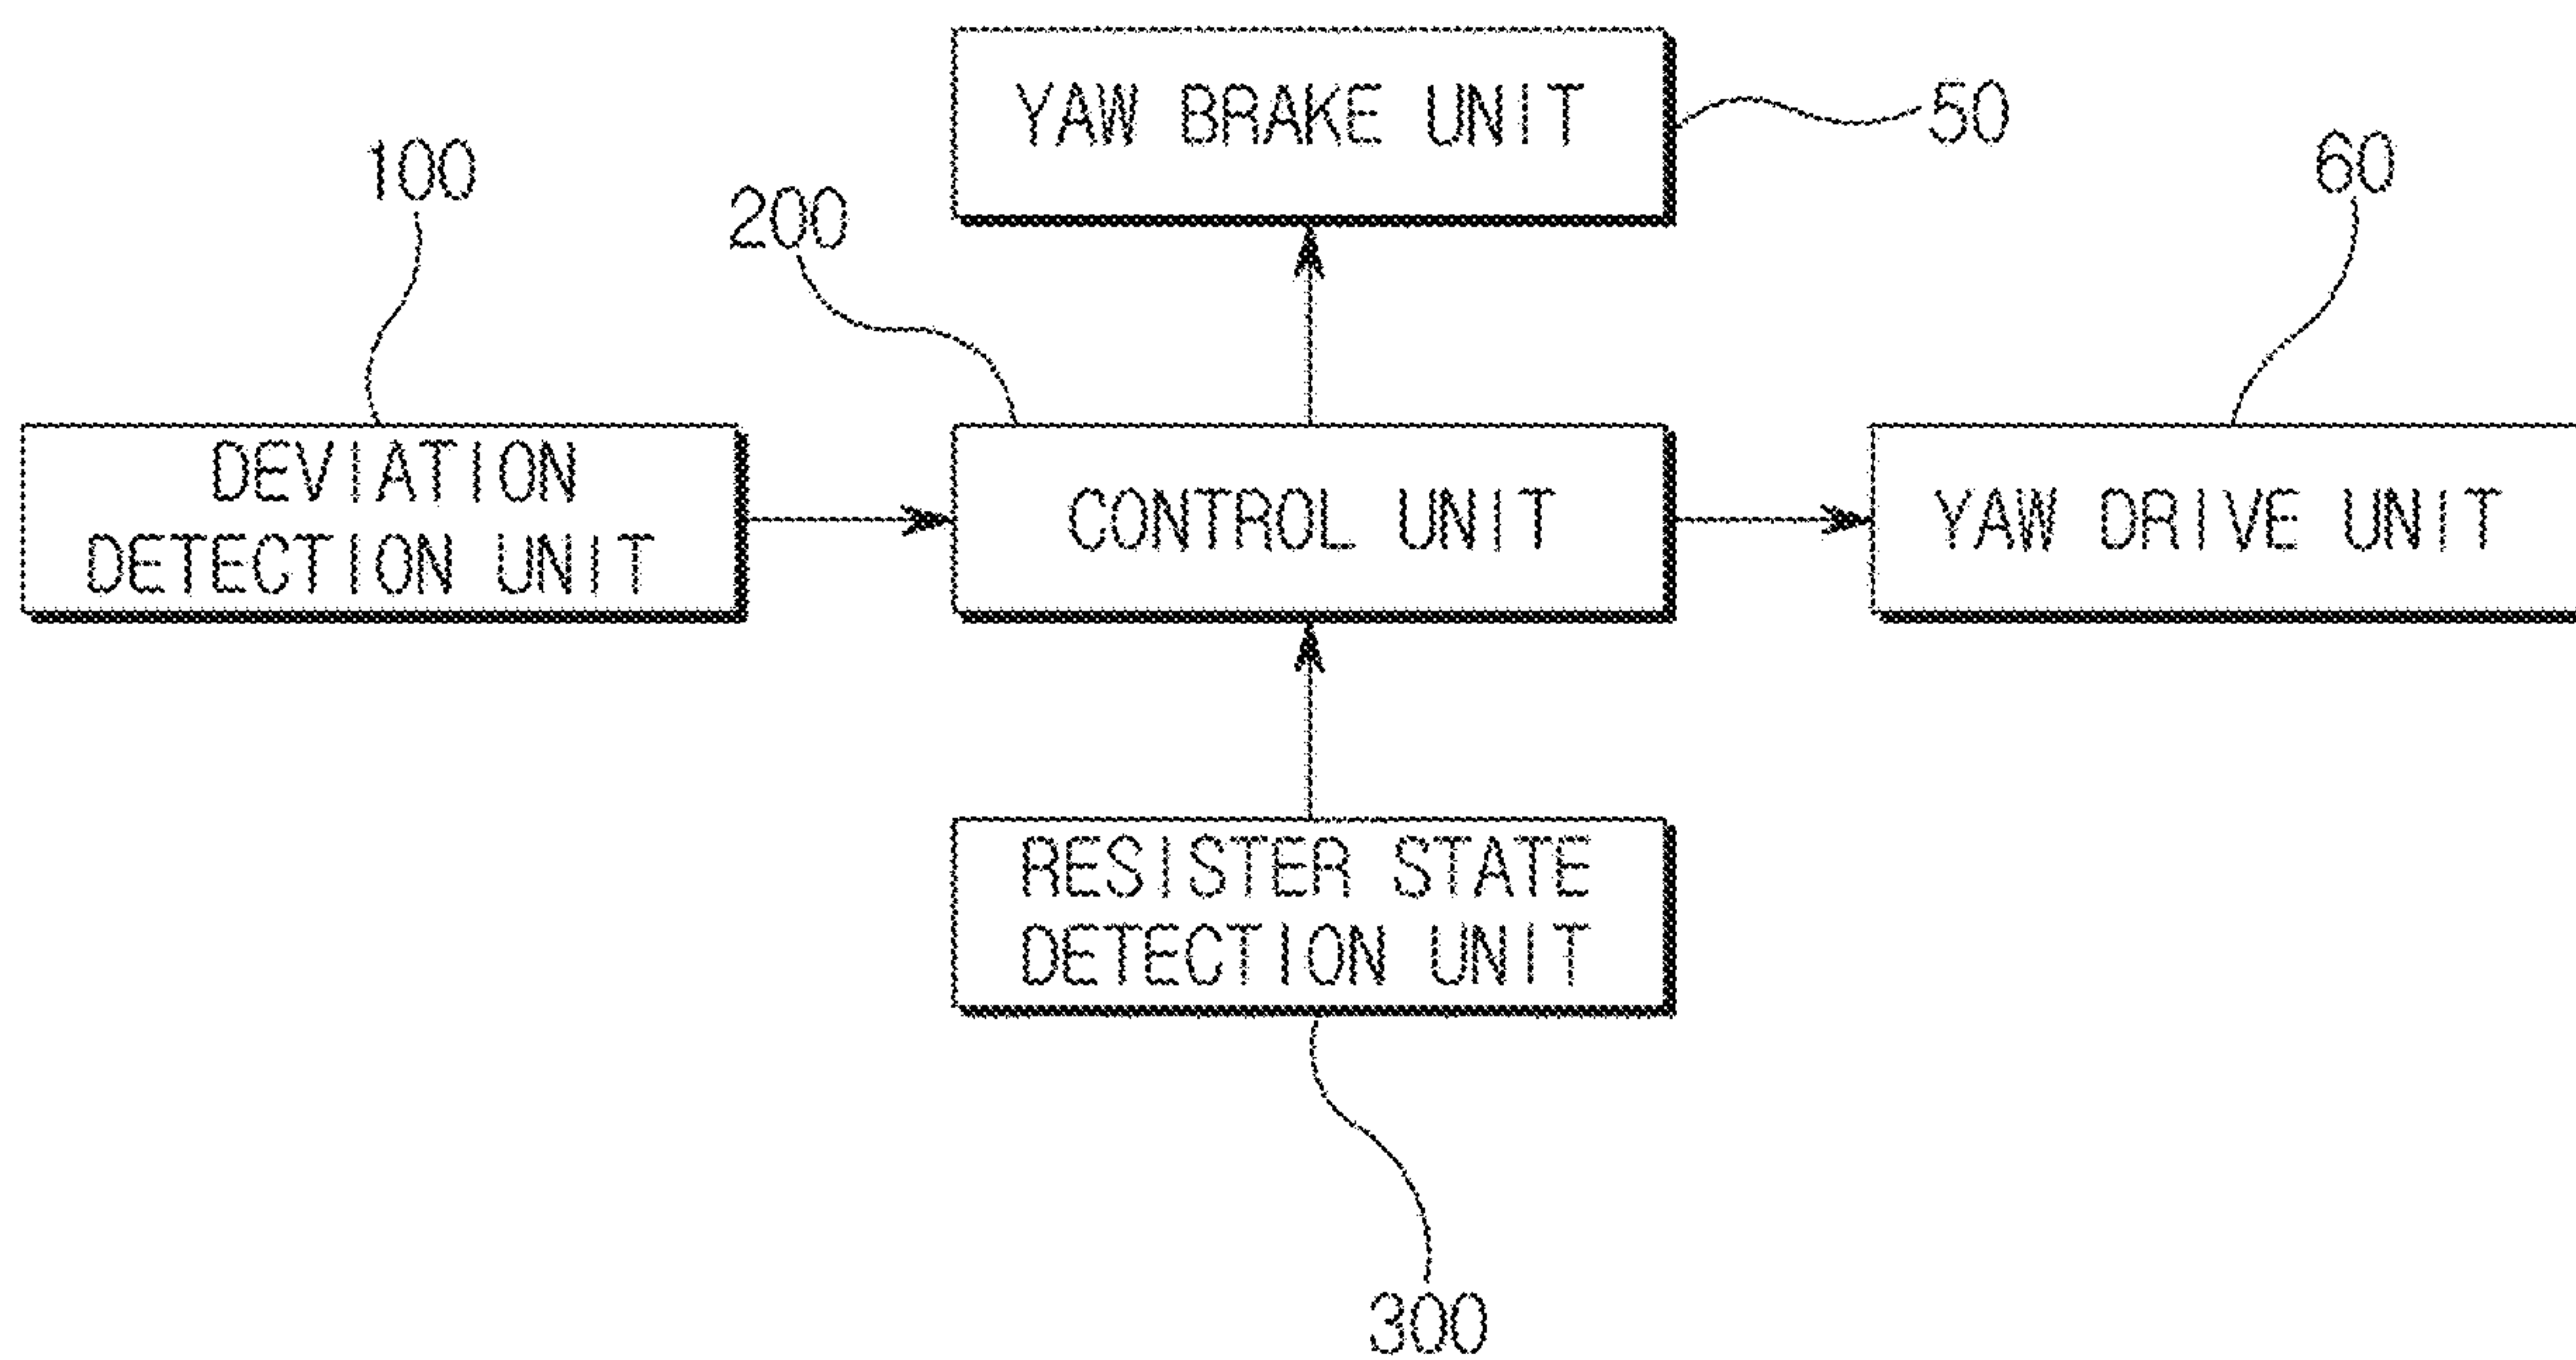 YAW BRAKE UNIT
50
100
200
60
DEVIATION
DETECTION UNIT
CONTROL UNIT
YAW DRIVE UNIT
RESISTER STATE
DETECTION UNIT
300